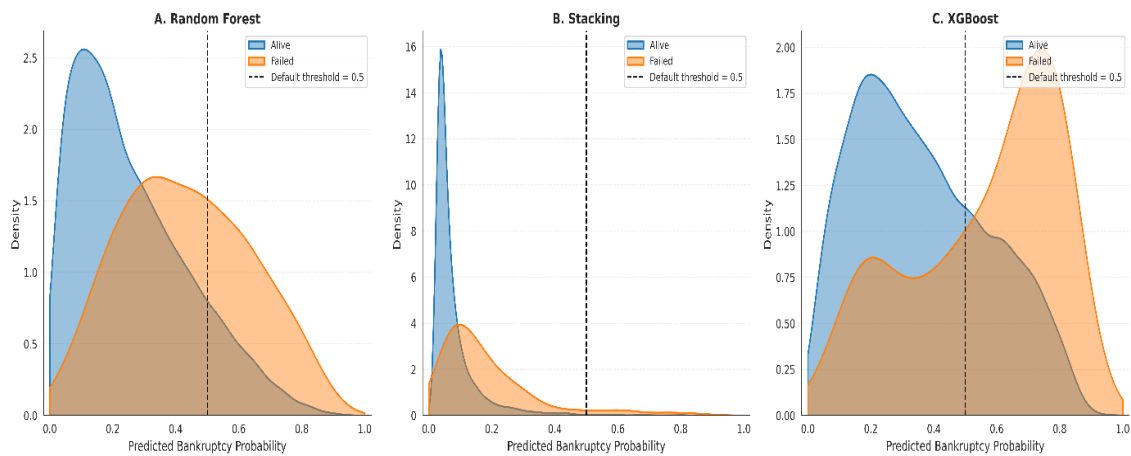 A. Random Forest
Density
2.5
2.0
1.5
1.0
0.5
0.0
0.0 0.2 0.4 0.6 0.8 1.0
Predicted Bankruptcy Probability
Alive
Failed
Default threshold = 0.5
B. Stacking
Density
16
14
12
10
8
6
4
2
0
0.0 0.2 0.4 0.6 0.8 1.0
Predicted Bankruptcy Probability
Alive
Failed
Default threshold = 0.5
C. XGBoost
Density
2.00
1.75
1.50
1.25
1.00
0.75
0.50
0.25
0.00
0.0 0.2 0.4 0.6 0.8 1.0
Predicted Bankruptcy Probability
Alive
Failed
Default threshold = 0.5